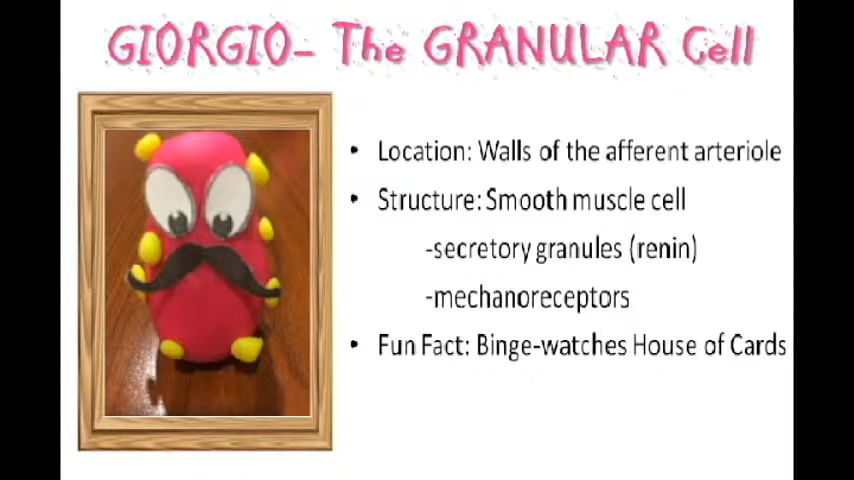 GIORGIO– The GRANULAR Cell
• Location: Walls of the afferent arteriole
• Structure: Smooth muscle cell
-secretory granules (renin)
-mechanoreceptors
• Fun Fact: Binge-watches House of Cards